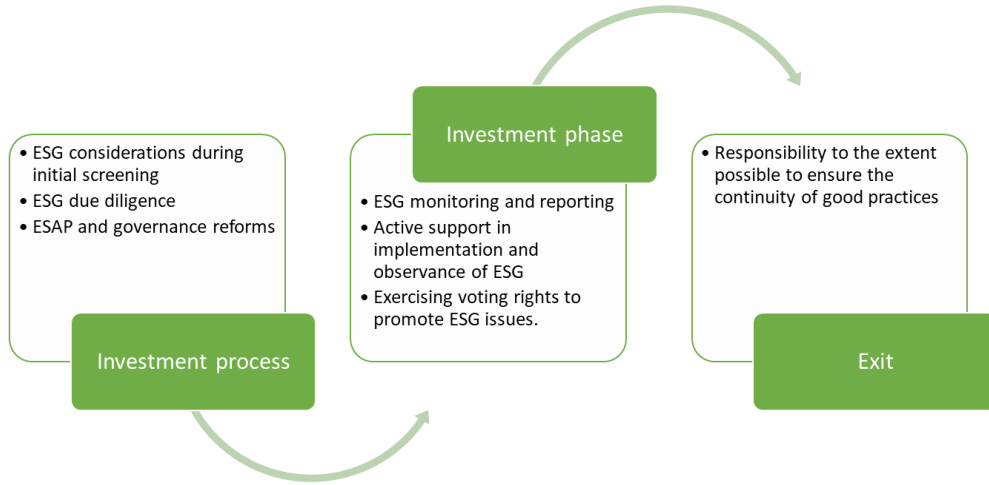 • ESG considerations during
initial screening
• ESG due diligence
• ESAP and governance reforms
Investment process
Investment phase
• ESG monitoring and reporting
• Active support in
implementation and
observance of ESG
• Exercising voting rights to
promote ESG issues.
• Responsibility to the extent
possible to ensure the
continuity of good practices
Exit